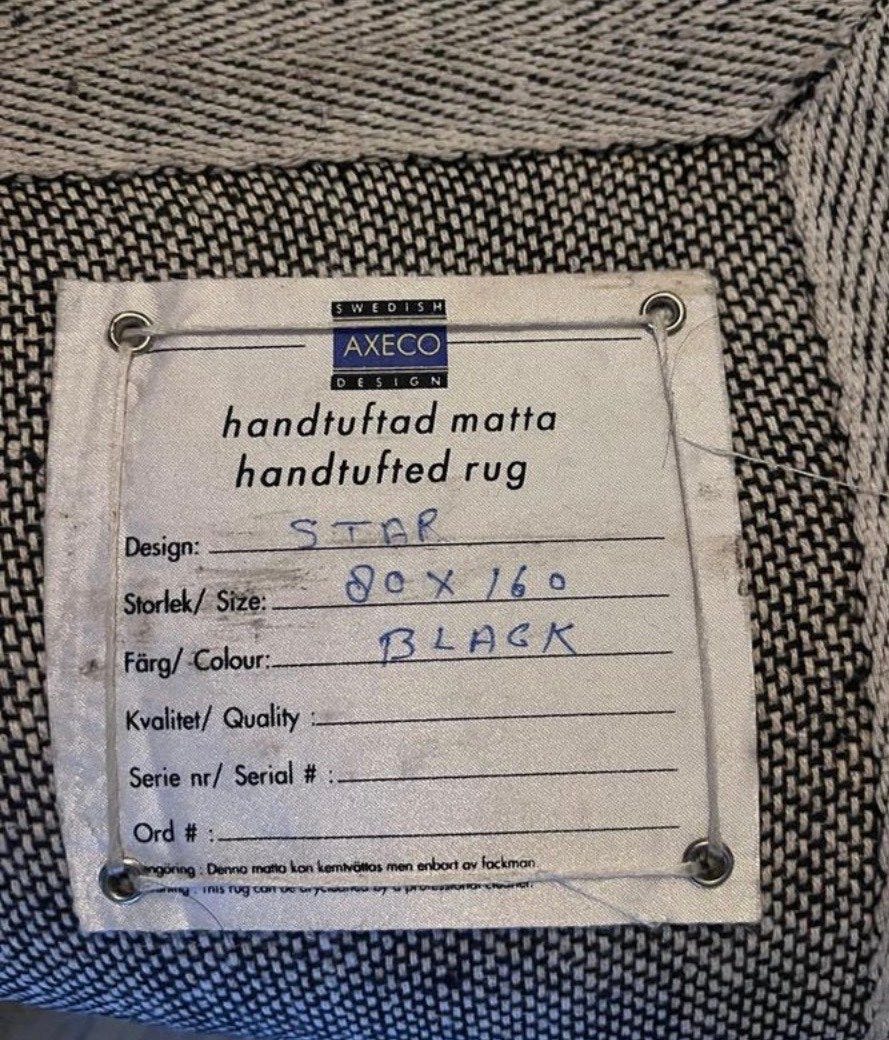 SWEDISH
AXECO
DESIGN
handtuftad matta
handtufted rug
Design: STAR
Storlek/ Size: 80 X 160
Färg/ Colour: BLACK
Kvalitet/ Quality :
Serie nr/ Serial # :
Ord # :
: Denna matta kan kemtvättas men enbart av fackman.
: This rug can be drycleaned by a professional cleaner.